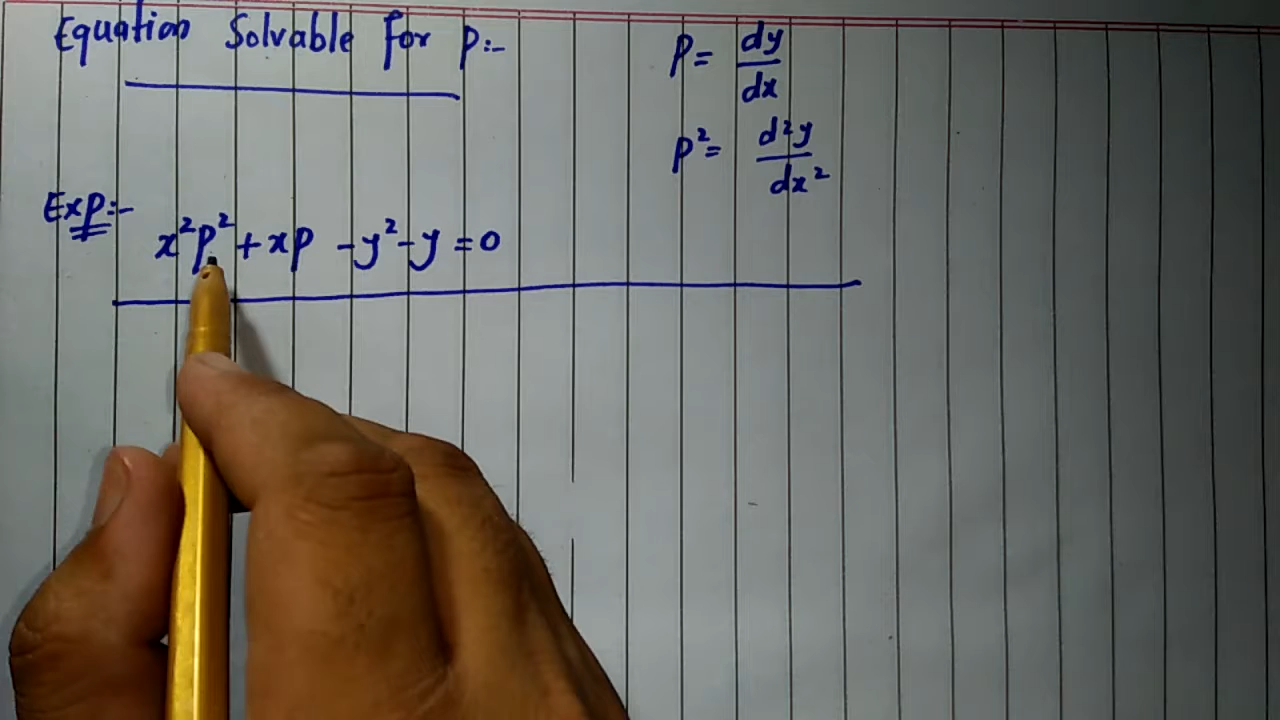 Equation Solvable for P:-
P = dy/dx
P² = d²y/dx²
Exp:-
x²p² + xp - y² - y = 0